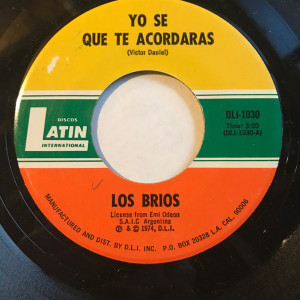 YO SE
QUE TE ACORDARAS
(Victor Daniel)
DISCOS
LATIN
INTERNATIONAL
DLI-1030
Time: 3:05
(DLI-1030-A)
LOS BRIOS
License from Emi Odeon
S.A.I.C Argentina
℗ & © 1974, D.L.I.
MANUFACTURED AND DIST. BY D.L.I. INC. P.O. BOX 20328 L.A. CAL. 90006